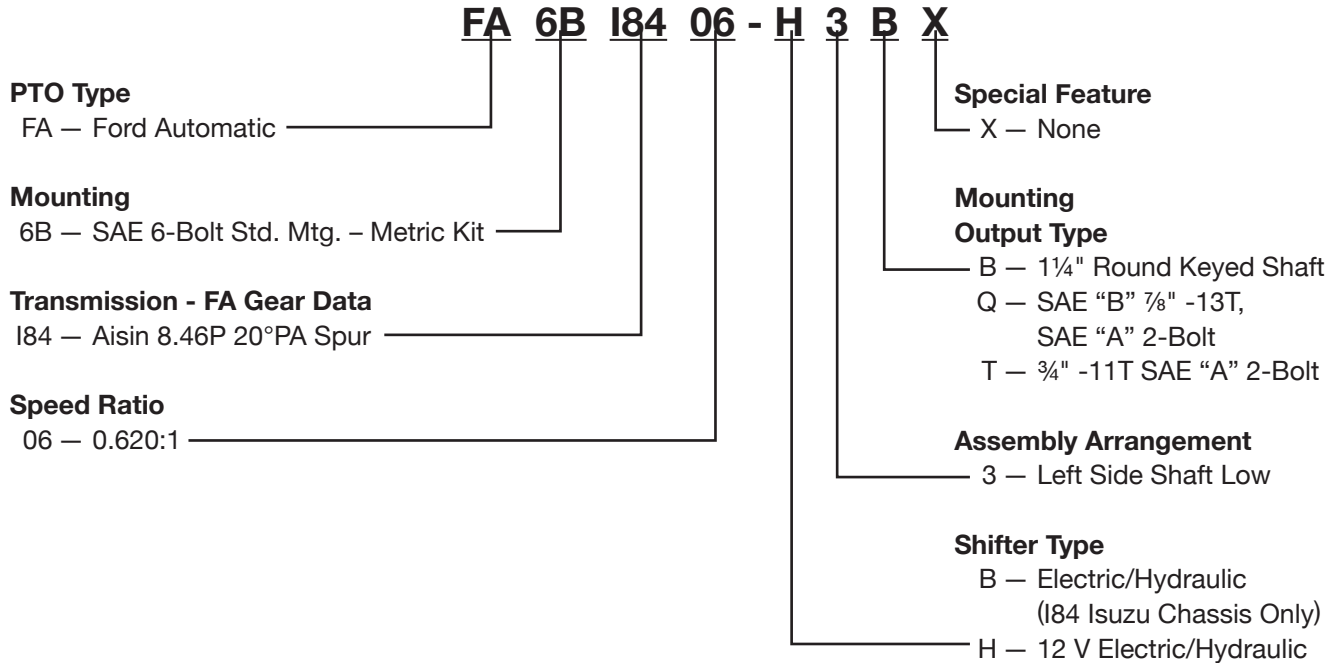 FA 6B I84 06 - H 3 B X
PTO Type
FA — Ford Automatic
Mounting
6B — SAE 6-Bolt Std. Mtg. – Metric Kit
Transmission - FA Gear Data
I84 — Aisin 8.46P 20°PA Spur
Speed Ratio
06 — 0.620:1
Special Feature
X — None
Mounting
Output Type
B — 1¼" Round Keyed Shaft
Q — SAE “B” ⅞" -13T,
SAE “A” 2-Bolt
T — ¾" -11T SAE “A” 2-Bolt
Assembly Arrangement
3 — Left Side Shaft Low
Shifter Type
B — Electric/Hydraulic
(I84 Isuzu Chassis Only)
H — 12 V Electric/Hydraulic